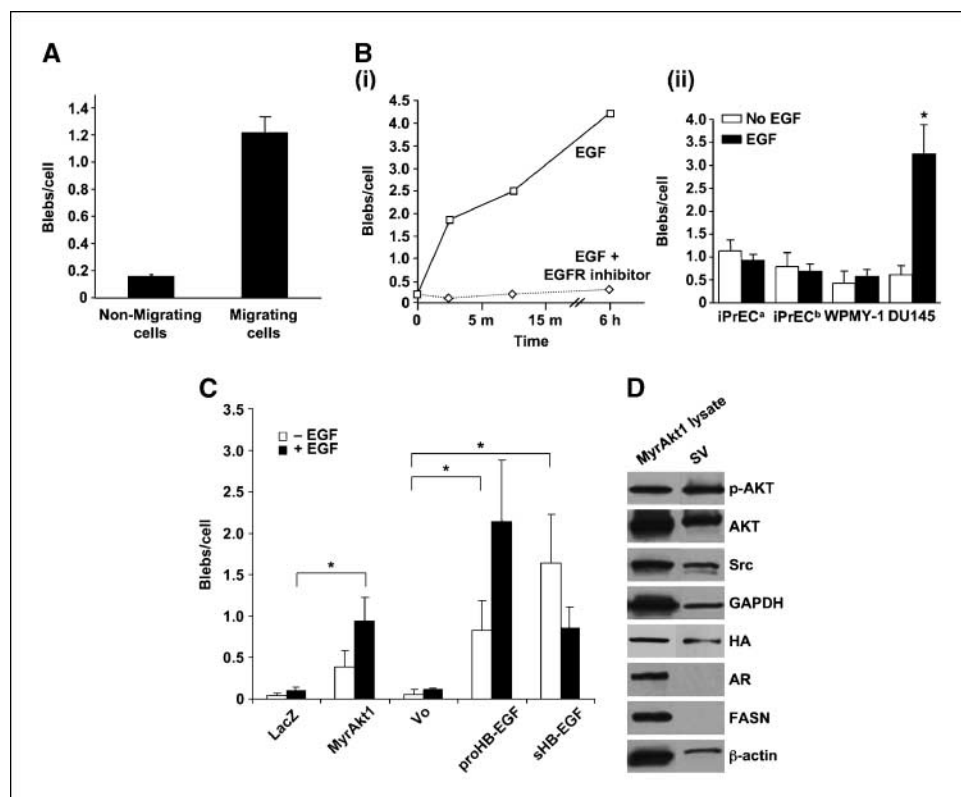 A
Blebs/cell
1.4
1.2
1.0
0.8
0.6
0.4
0.2
0
Non-Migrating cells
Migrating cells
B
(i)
Blebs/cell
4.5
4.0
3.5
3.0
2.5
2.0
1.5
1.0
0.5
0
EGF
EGF +
EGFR inhibitor
0 5 m 15 m 6 h
Time
(ii)
No EGF
EGF
Blebs/cell
4.0
3.5
3.0
2.5
2.0
1.5
1.0
0.5
0
*
iPrECᵃ iPrECᵇ WPMY-1 DU145
C
– EGF
+ EGF
Blebs/cell
3.5
3.0
2.5
2.0
1.5
1.0
0.5
0
*
*
*
LacZ
MyrAkt1
Vo
proHB-EGF
sHB-EGF
D
MyrAkt1 lysate
SV
p-AKT
AKT
Src
GAPDH
HA
AR
FASN
β-actin